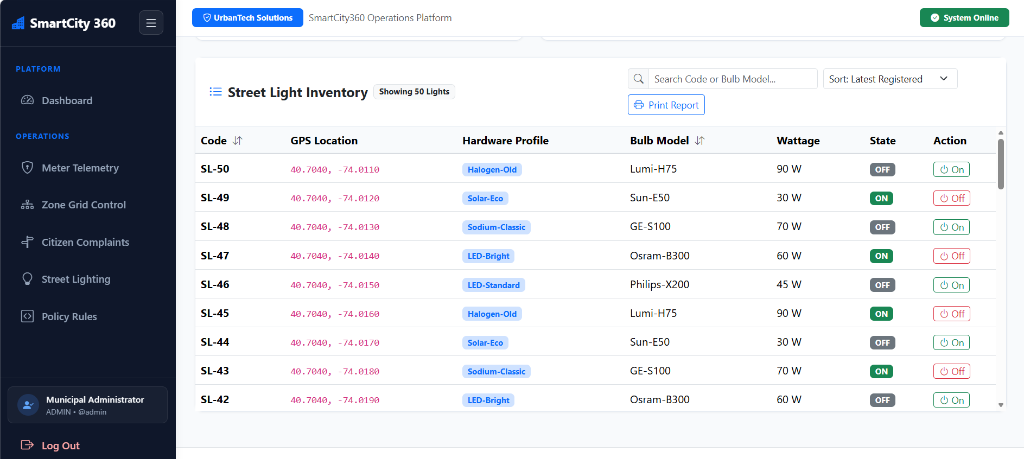 SmartCity 360
UrbanTech Solutions
SmartCity360 Operations Platform
System Online
PLATFORM
Dashboard
OPERATIONS
Meter Telemetry
Zone Grid Control
Citizen Complaints
Street Lighting
Policy Rules
Municipal Administrator
ADMIN • @admin
Log Out
Street Light Inventory
Showing 50 Lights
Search Code or Bulb Model...
Sort: Latest Registered
Print Report
Code GPS Location Hardware Profile Bulb Model Wattage State Action
SL-50 40.7040, -74.0110 Halogen-Old Lumi-H75 90 W OFF On
SL-49 40.7040, -74.0120 Solar-Eco Sun-E50 30 W ON Off
SL-48 40.7040, -74.0130 Sodium-Classic GE-S100 70 W OFF On
SL-47 40.7040, -74.0140 LED-Bright Osram-B300 60 W ON Off
SL-46 40.7040, -74.0150 LED-Standard Philips-X200 45 W OFF On
SL-45 40.7040, -74.0160 Halogen-Old Lumi-H75 90 W ON Off
SL-44 40.7040, -74.0170 Solar-Eco Sun-E50 30 W OFF On
SL-43 40.7040, -74.0180 Sodium-Classic GE-S100 70 W ON Off
SL-42 40.7040, -74.0190 LED-Bright Osram-B300 60 W OFF On